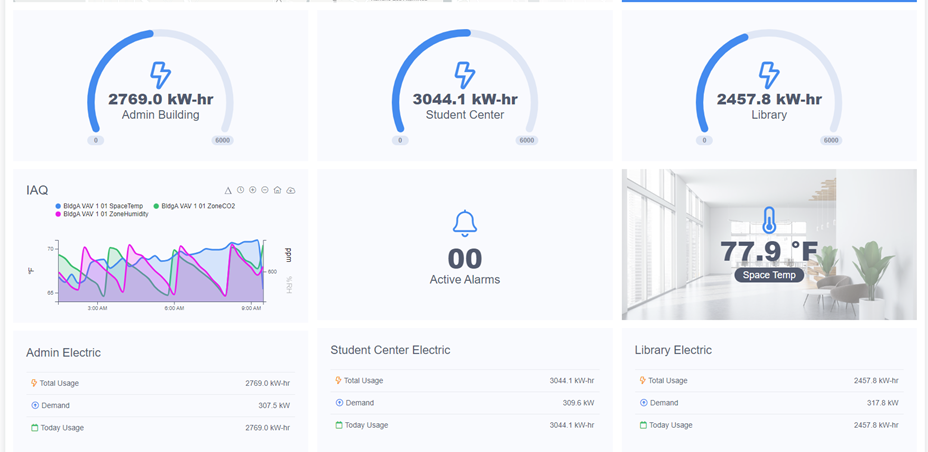 2769.0 kW-hr
Admin Building
0
6000
3044.1 kW-hr
Student Center
0
6000
2457.8 kW-hr
Library
0
6000
IAQ
BldgA VAV 1 01 SpaceTemp
BldgA VAV 1 01 ZoneCO2
BldgA VAV 1 01 ZoneHumidity
70
66
°F
600
ppm
%RH
3:00 AM
6:00 AM
9:00 AM
00
Active Alarms
77.9 °F
Space Temp
Admin Electric
Total Usage 2769.0 kW-hr
Demand 307.5 kW
Today Usage 2769.0 kW-hr
Student Center Electric
Total Usage 3044.1 kW-hr
Demand 309.6 kW
Today Usage 3044.1 kW-hr
Library Electric
Total Usage 2457.8 kW-hr
Demand 317.8 kW
Today Usage 2457.8 kW-hr